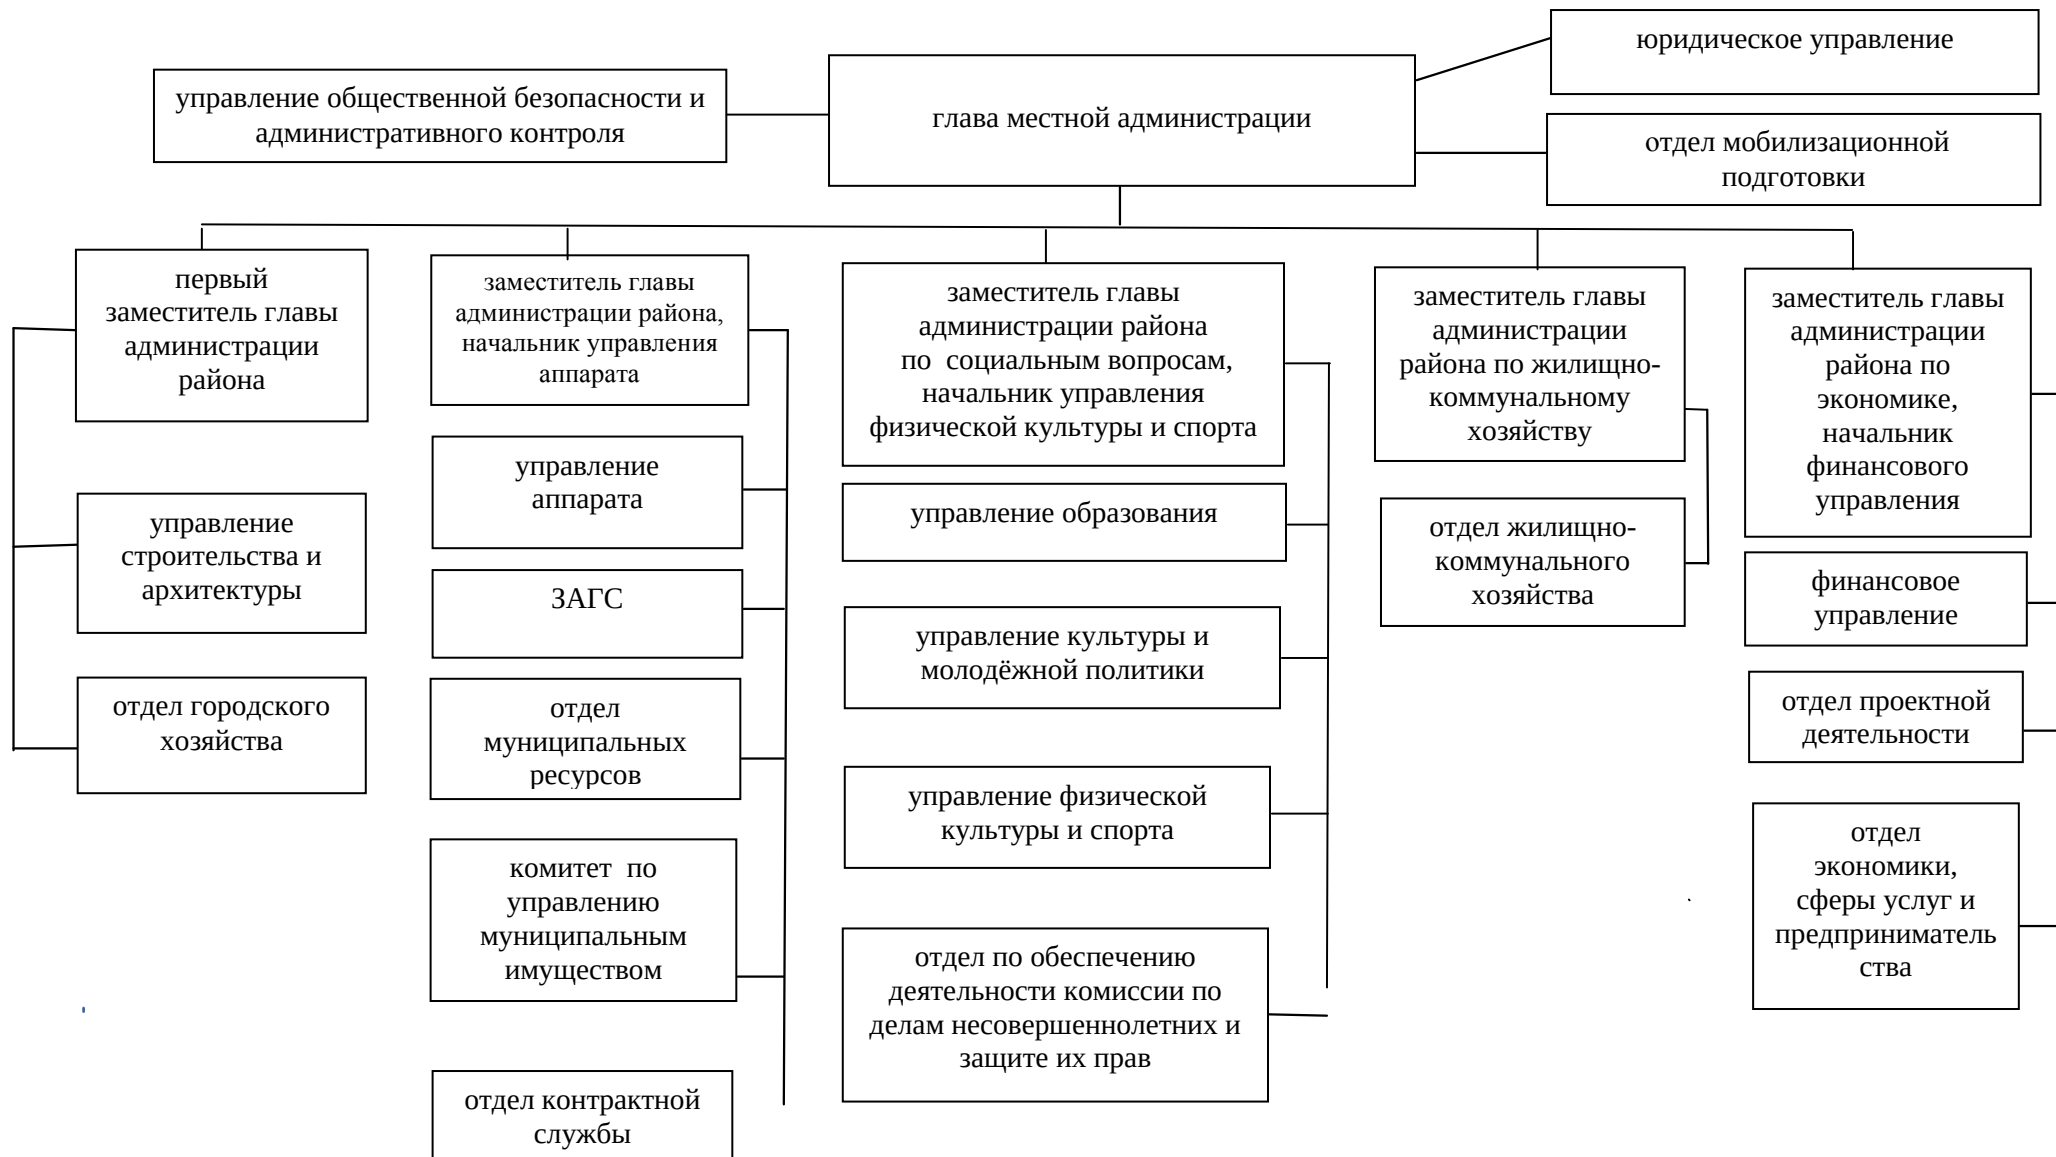 юридическое управление
управление общественной безопасности и
административного контроля
глава местной администрации
отдел мобилизационной
подготовки
первый
заместитель главы
администрации
района
управление
строительства и
архитектуры
отдел городского
хозяйства
заместитель главы
администрации района,
начальник управления
аппарата
управление
аппарата
ЗАГС
отдел
муниципальных
ресурсов
комитет по
управлению
муниципальным
имуществом
отдел контрактной
службы
заместитель главы
администрации района
по социальным вопросам,
начальник управления
физической культуры и спорта
управление образования
управление культуры и
молодёжной политики
управление физической
культуры и спорта
отдел по обеспечению
деятельности комиссии по
делам несовершеннолетних и
защите их прав
заместитель главы
администрации
района по жилищно-
коммунальному
хозяйству
отдел жилищно-
коммунального
хозяйства
заместитель главы
администрации
района по
экономике,
начальник
финансового
управления
финансовое
управление
отдел проектной
деятельности
отдел
экономики,
сферы услуг и
предприниматель
ства